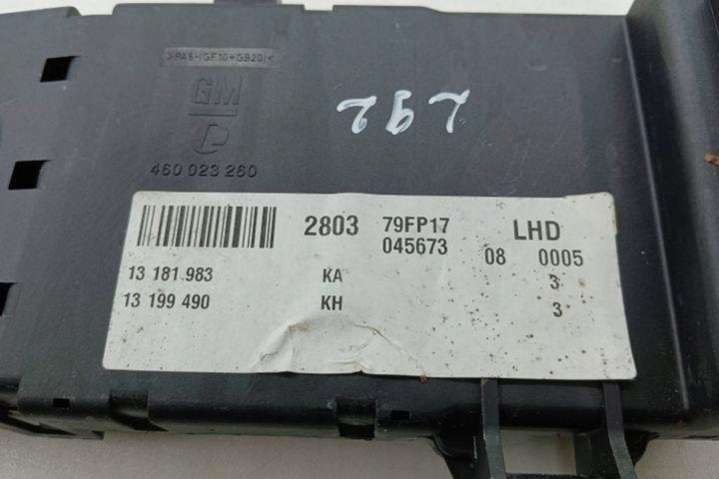 >PA6-(GF10+GB20)<
GM
P
460 023 260
L92
2803 79FP17 LHD
045673 08 0005
13 181 983 KA 3
13 199 490 KH 3